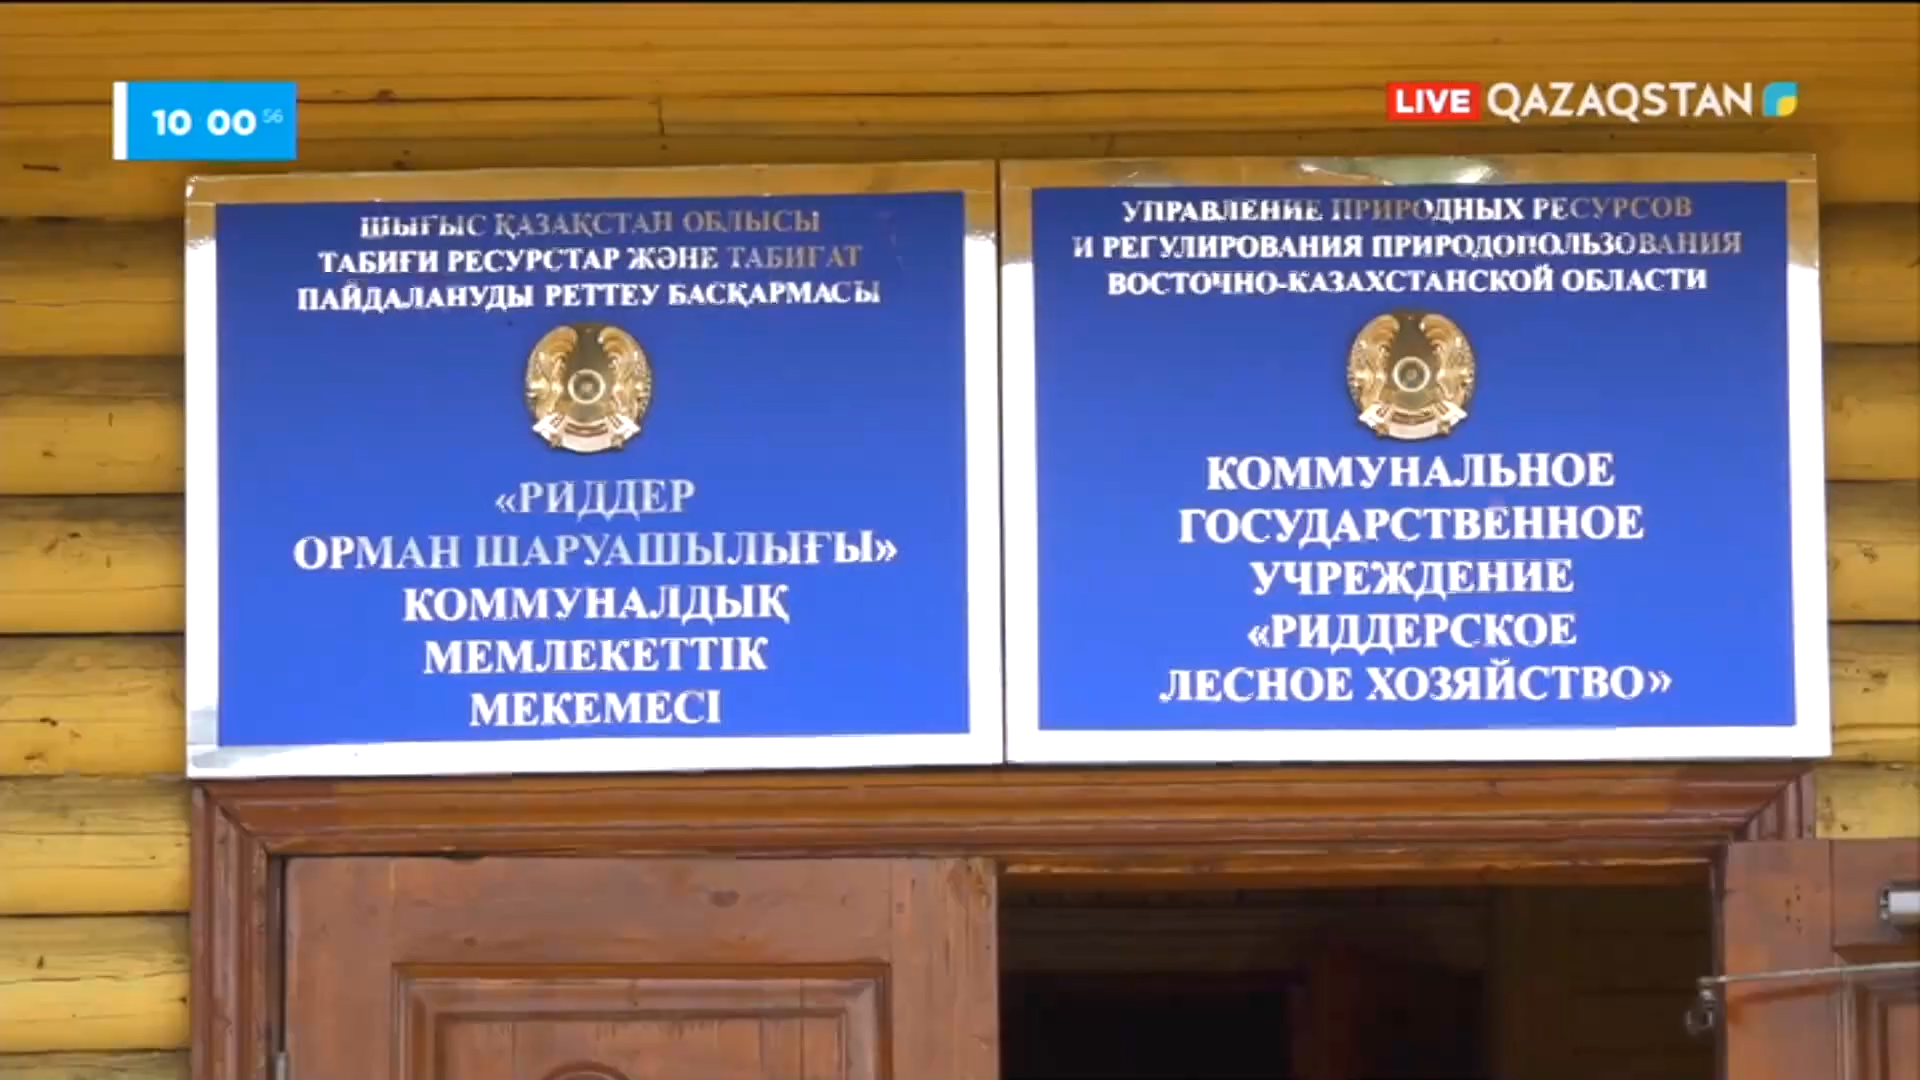 10 00 56
LIVE QAZAQSTAN
ШЫҒЫС ҚАЗАҚСТАН ОБЛЫСЫ
ТАБИҒИ РЕСУРСТАР ЖӘНЕ ТАБИҒАТ
ПАЙДАЛАНУДЫ РЕТТЕУ БАСҚАРМАСЫ
«РИДДЕР
ОРМАН ШАРУАШЫЛЫҒЫ»
КОММУНАЛДЫҚ
МЕМЛЕКЕТТІК
МЕКЕМЕСІ
УПРАВЛЕНИЕ ПРИРОДНЫХ РЕСУРСОВ
И РЕГУЛИРОВАНИЯ ПРИРОДОПОЛЬЗОВАНИЯ
ВОСТОЧНО-КАЗАХСТАНСКОЙ ОБЛАСТИ
КОММУНАЛЬНОЕ
ГОСУДАРСТВЕННОЕ
УЧРЕЖДЕНИЕ
«РИДДЕРСКОЕ
ЛЕСНОЕ ХОЗЯЙСТВО»